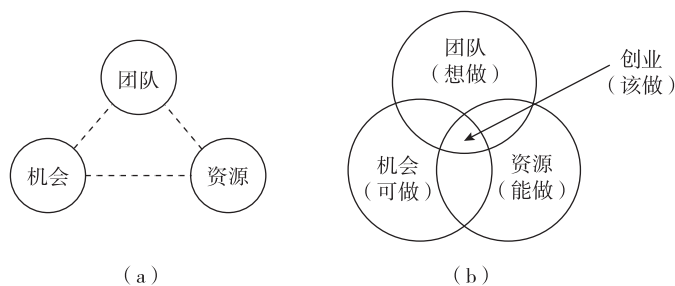 团队
机会
资源
（a）
团队
（想做）
创业
（该做）
机会
（可做）
资源
（能做）
（b）